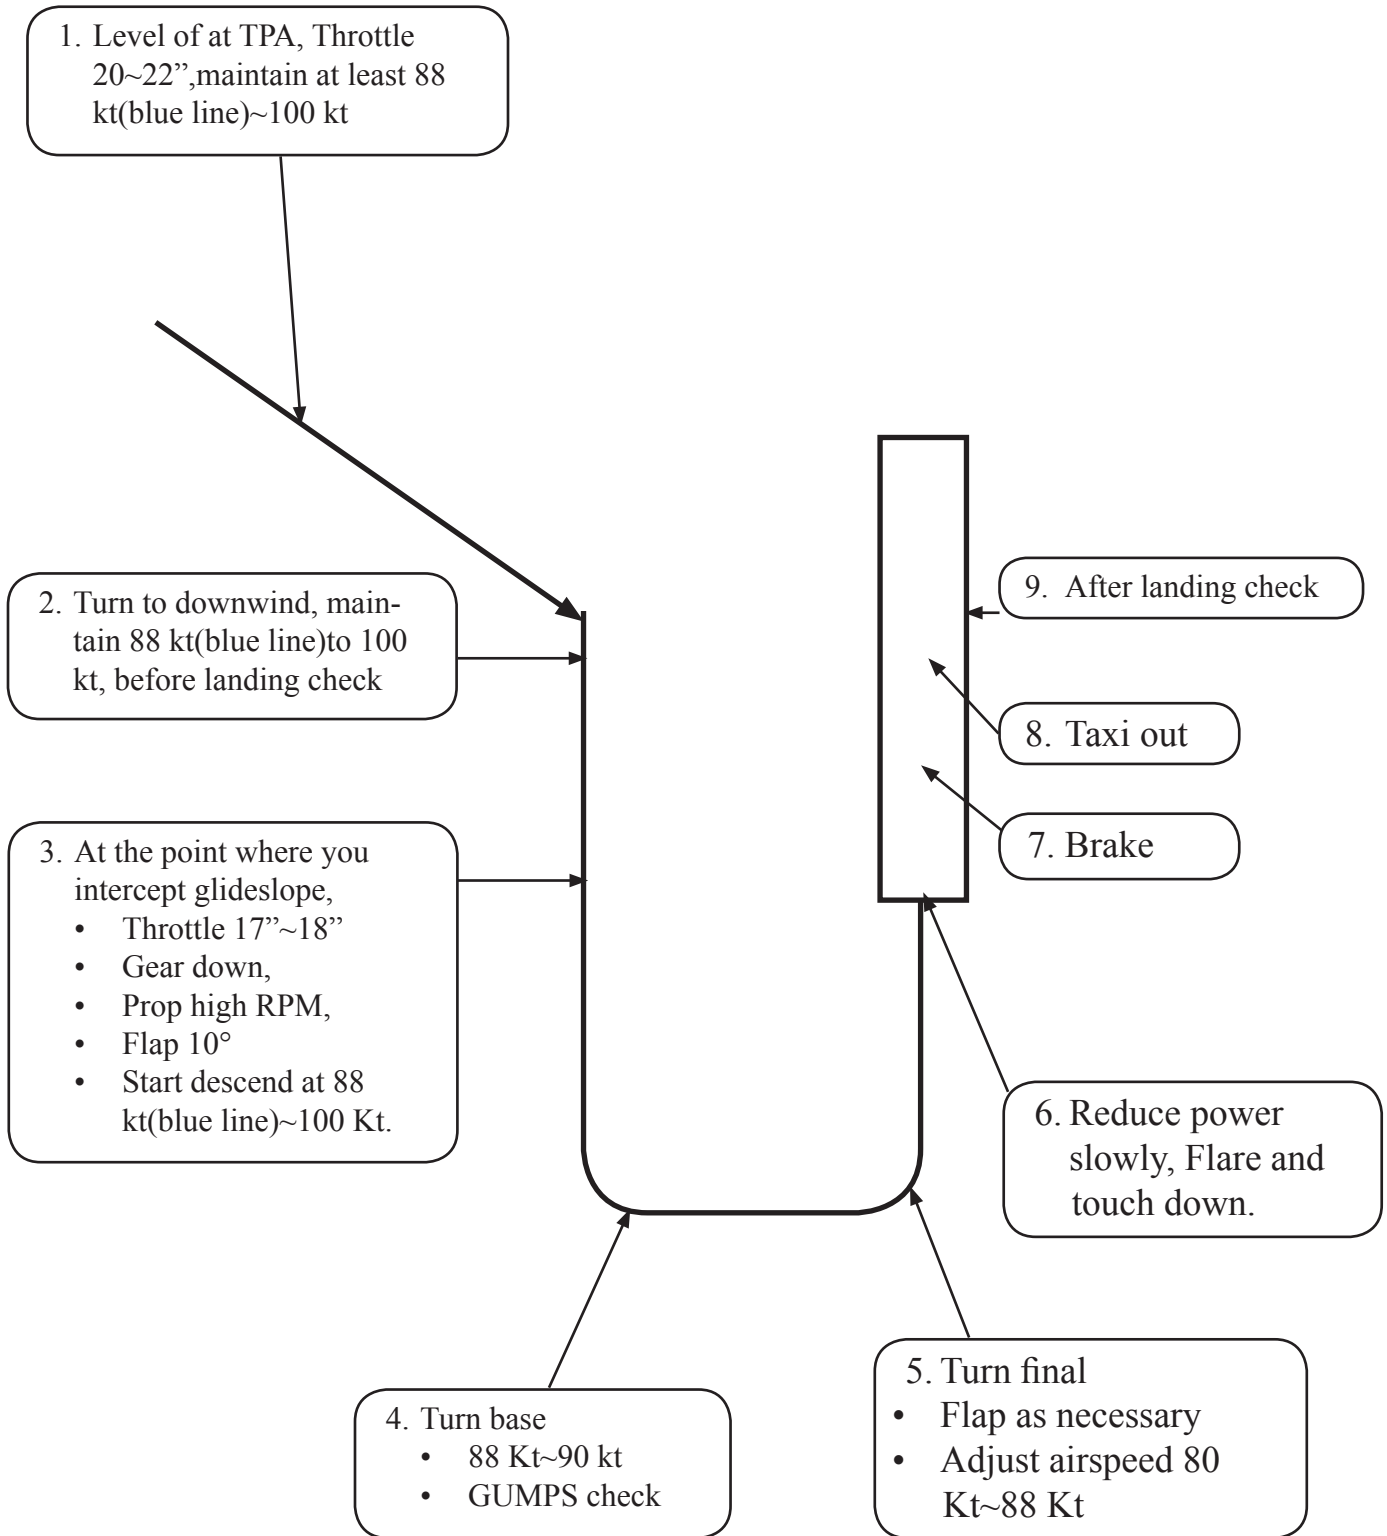 1. Level of at TPA, Throttle
20~22”,maintain at least 88
kt(blue line)~100 kt
2. Turn to downwind, main-
tain 88 kt(blue line)to 100
kt, before landing check
3. At the point where you
intercept glideslope,
• Throttle 17”~18”
• Gear down,
• Prop high RPM,
• Flap 10°
• Start descend at 88
kt(blue line)~100 Kt.
4. Turn base
• 88 Kt~90 kt
• GUMPS check
5. Turn final
• Flap as necessary
• Adjust airspeed 80
Kt~88 Kt
6. Reduce power
slowly, Flare and
touch down.
7. Brake
8. Taxi out
9. After landing check